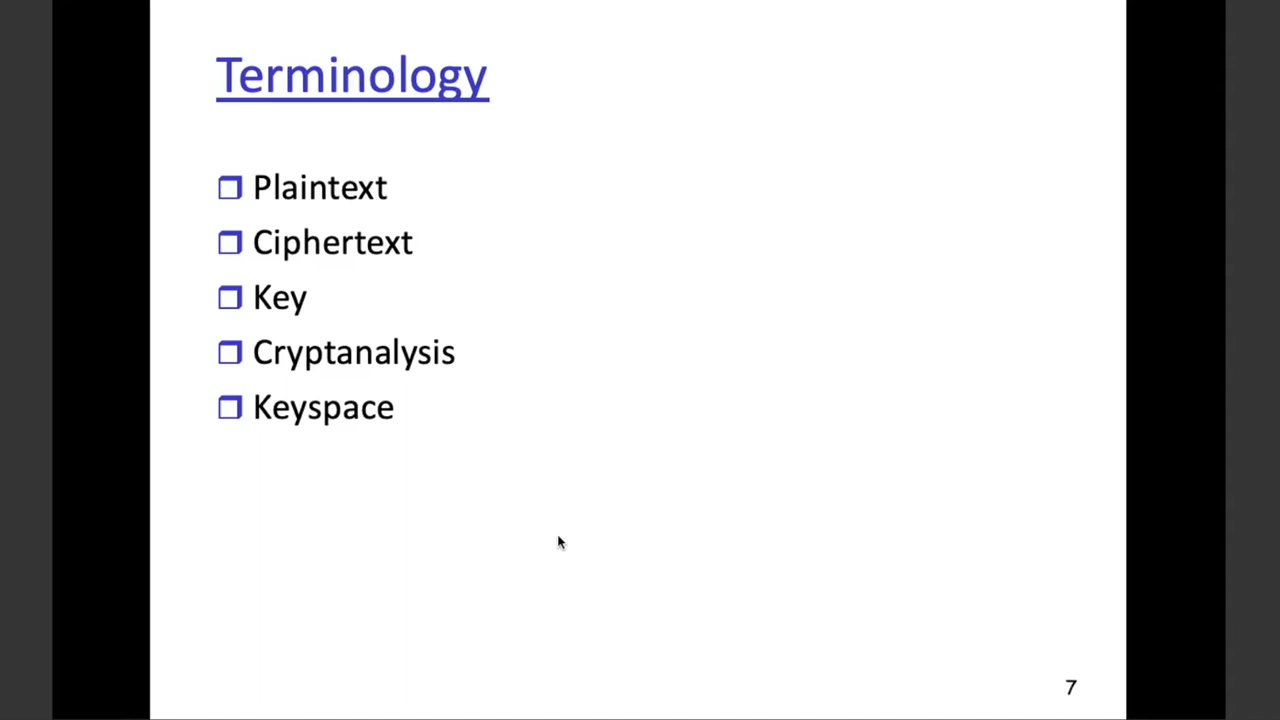 Terminology
Plaintext
Ciphertext
Key
Cryptanalysis
Keyspace
7